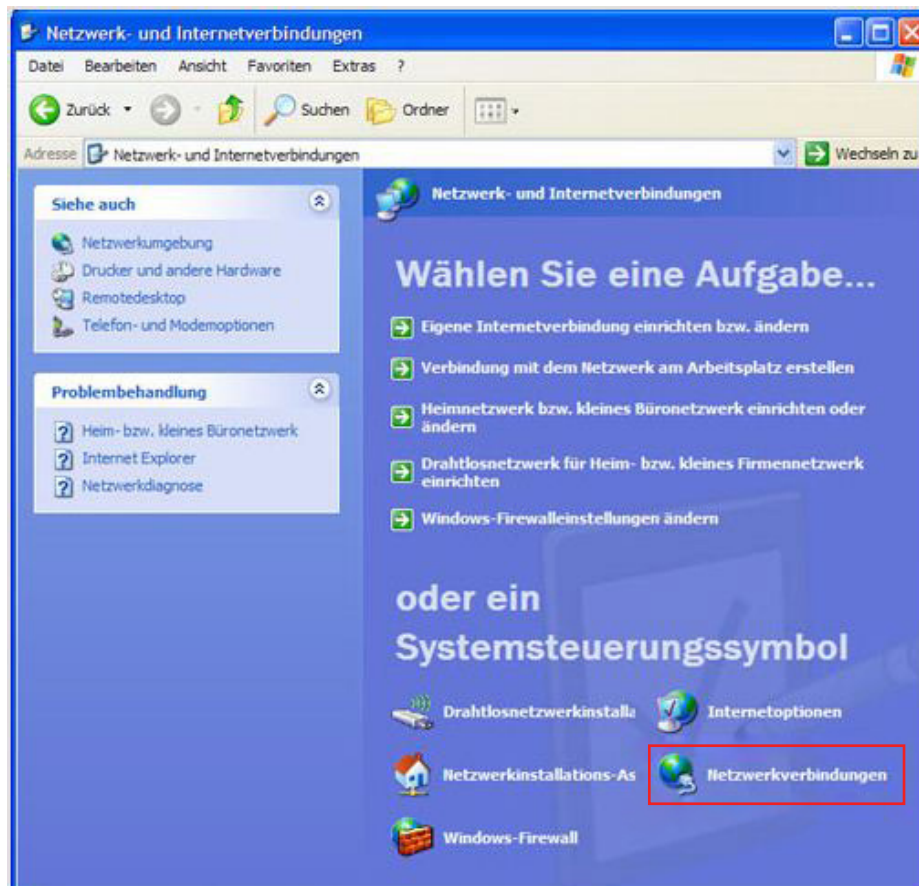 Netzwerk- und Internetverbindungen
Datei Bearbeiten Ansicht Favoriten Extras ?
Zurück Suchen Ordner
Adresse Netzwerk- und Internetverbindungen Wechseln zu
Siehe auch
Netzwerkumgebung
Drucker und andere Hardware
Remotedesktop
Telefon- und Modemoptionen
Problembehandlung
Heim- bzw. kleines Büronetzwerk
Internet Explorer
Netzwerkdiagnose
Netzwerk- und Internetverbindungen
Wählen Sie eine Aufgabe...
Eigene Internetverbindung einrichten bzw. ändern
Verbindung mit dem Netzwerk am Arbeitsplatz erstellen
Heimnetzwerk bzw. kleines Büronetzwerk einrichten oder
ändern
Drahtlosnetzwerk für Heim- bzw. kleines Firmennetzwerk
einrichten
Windows-Firewalleinstellungen ändern
oder ein
Systemsteuerungssymbol
Drahtlosnetzwerkinstalla Internetoptionen
Netzwerkinstallations-As Netzwerkverbindungen
Windows-Firewall